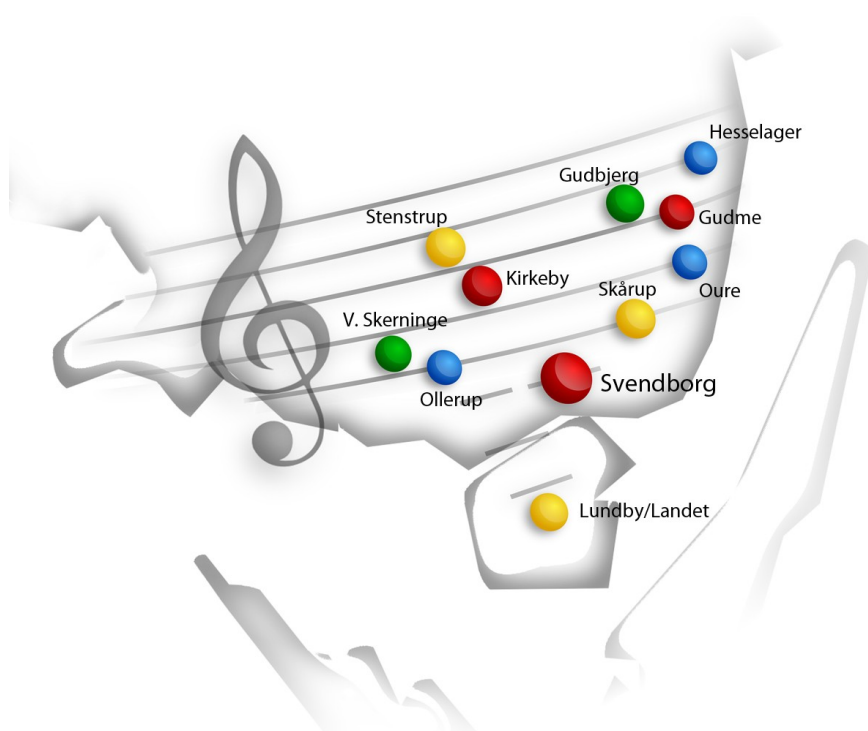 Hesselager
Gudbjerg
Stenstrup
Gudme
Kirkeby
Skårup
Oure
V. Skerninge
Svendborg
Ollerup
Lundby/Landet